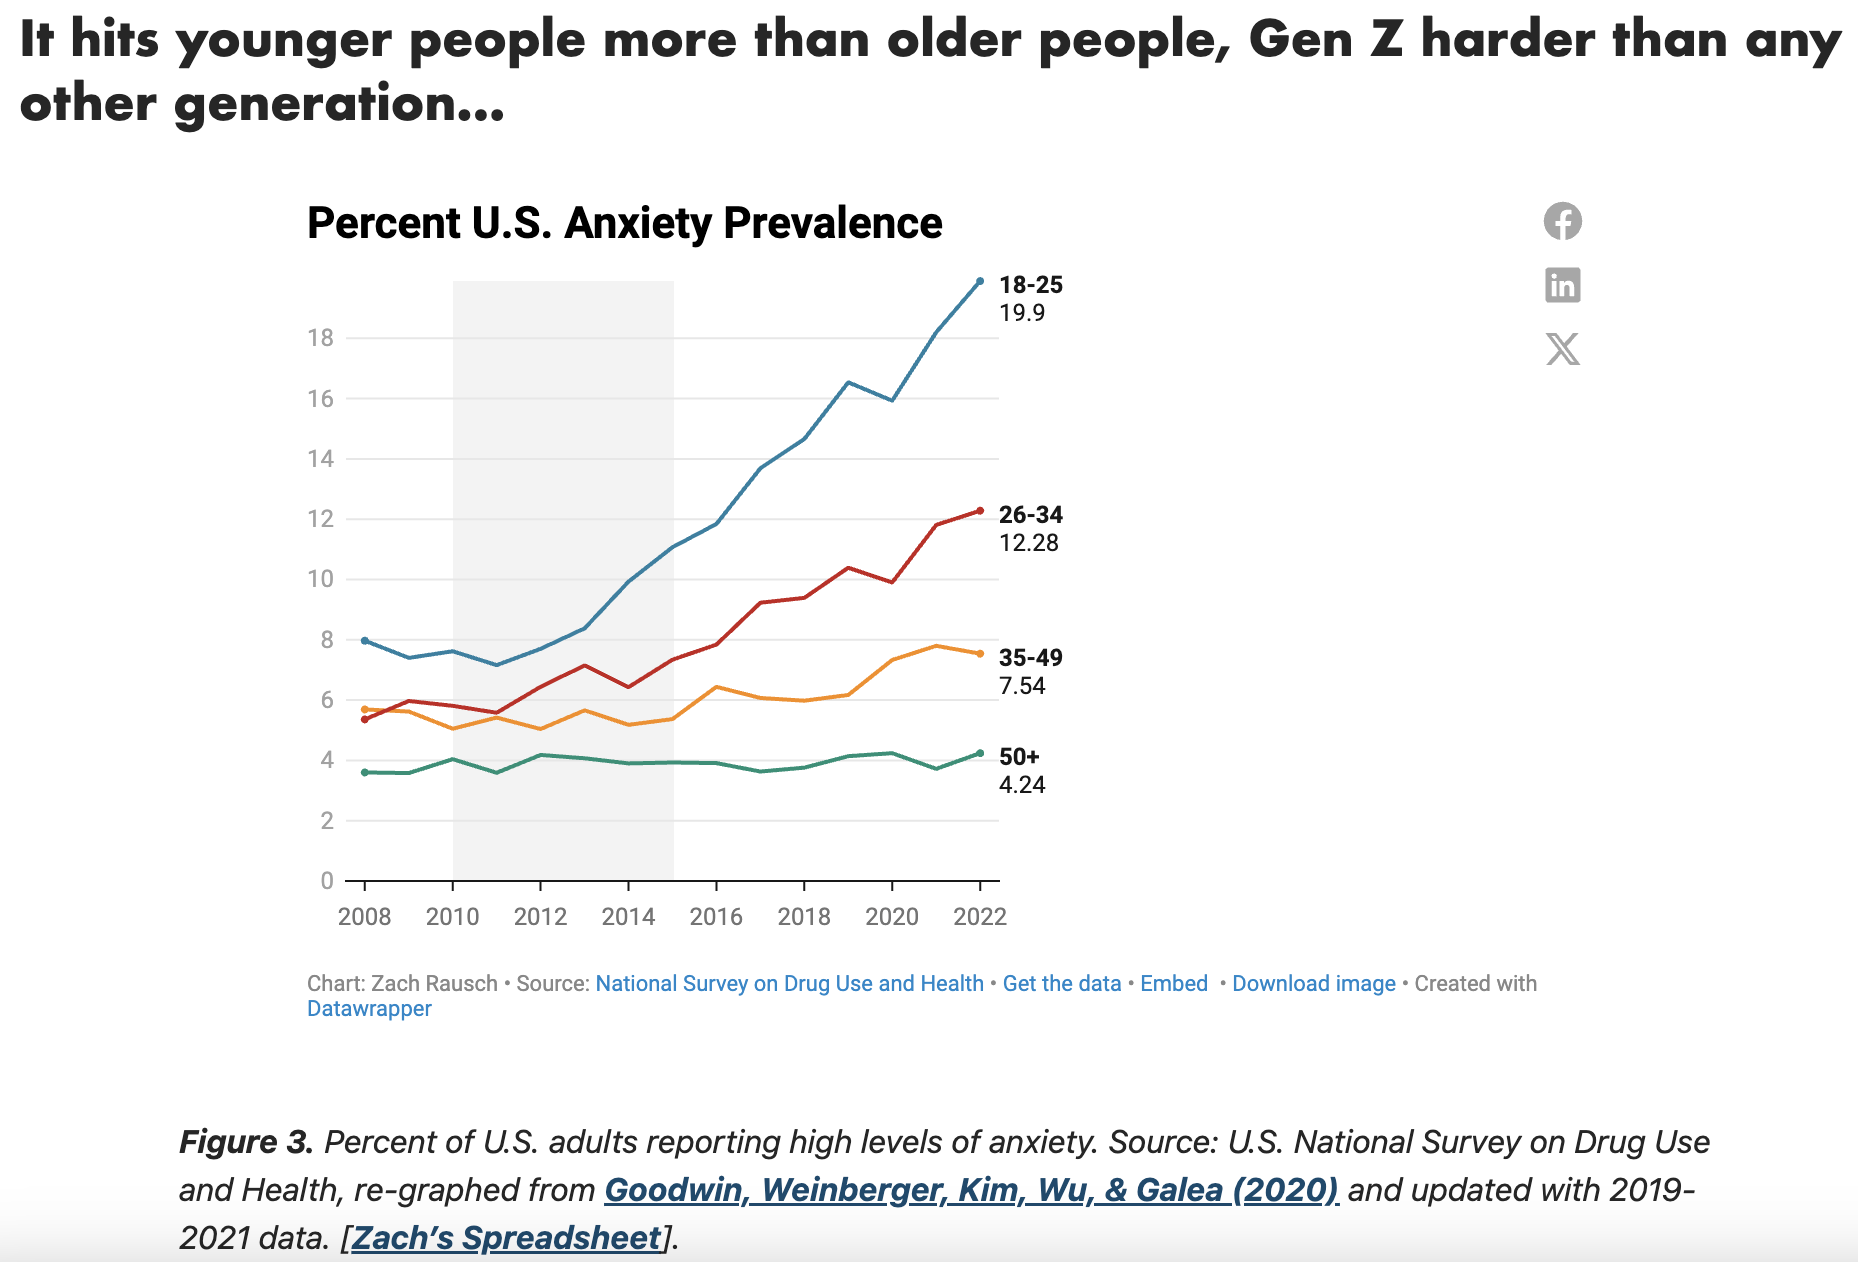 It hits younger people more than older people, Gen Z harder than any
other generation...
Percent U.S. Anxiety Prevalence
18-25
19.9
18
16
14
12
26-34
12.28
10
8
35-49
7.54
6
4
50+
4.24
2
0
2008 2010 2012 2014 2016 2018 2020 2022
Chart: Zach Rausch • Source: National Survey on Drug Use and Health • Get the data • Embed • Download image • Created with
Datawrapper
Figure 3. Percent of U.S. adults reporting high levels of anxiety. Source: U.S. National Survey on Drug Use
and Health, re-graphed from Goodwin, Weinberger, Kim, Wu, & Galea (2020) and updated with 2019-
2021 data. [Zach’s Spreadsheet].